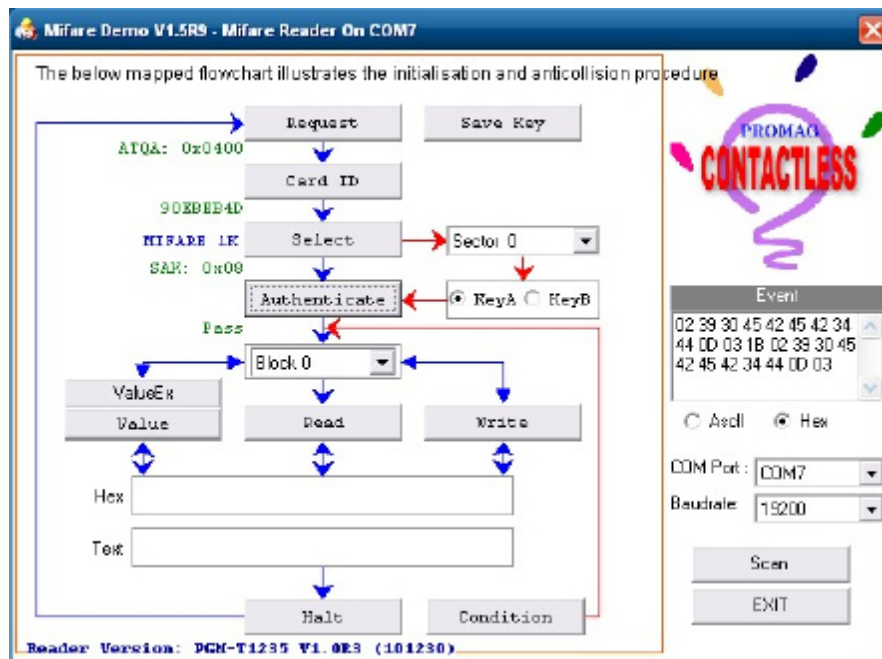 Mifare Demo V1.5R9 - Mifare Reader On COM7
The below mapped flowchart illustrates the initialisation and anticollision procedure
Request
Save Key
ATQA: 0x0400
Card ID
90EBEB4D
MIFARE 1K
Select
Sector 0
SAK: 0x08
Authenticate
KeyA
KeyB
Pass
Block 0
ValueEx
Value
Read
Write
Hex
Text
Halt
Condition
Reader Version: PGM-T1235 V1.0R3 (101230)
PROMAG
CONTACTLESS
Event
02 39 30 45 42 45 42 34
44 0D 03 1B 02 39 30 45
42 45 42 34 44 0D 03
Ascll
Hex
COM Port :
COM7
Baudrate:
19200
Scan
EXIT